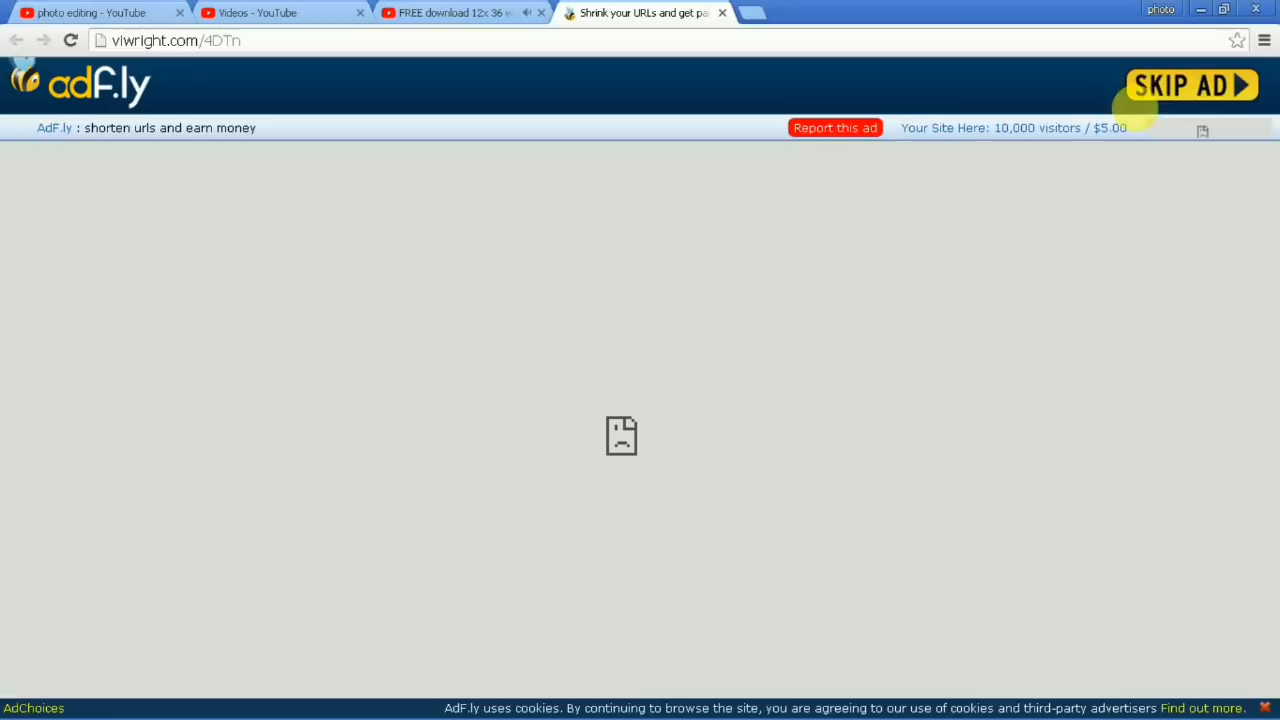 photo editing - YouTube
Videos - YouTube
FREE download 12x 36
Shrink your URLs and get pa
photo
viwright.com/4DTn
adf.ly
SKIP AD
AdF.ly : shorten urls and earn money
Report this ad
Your Site Here: 10,000 visitors / $5.00
AdChoices
AdF.ly uses cookies. By continuing to browse the site, you are agreeing to our use of cookies and third-party advertisers Find out more.